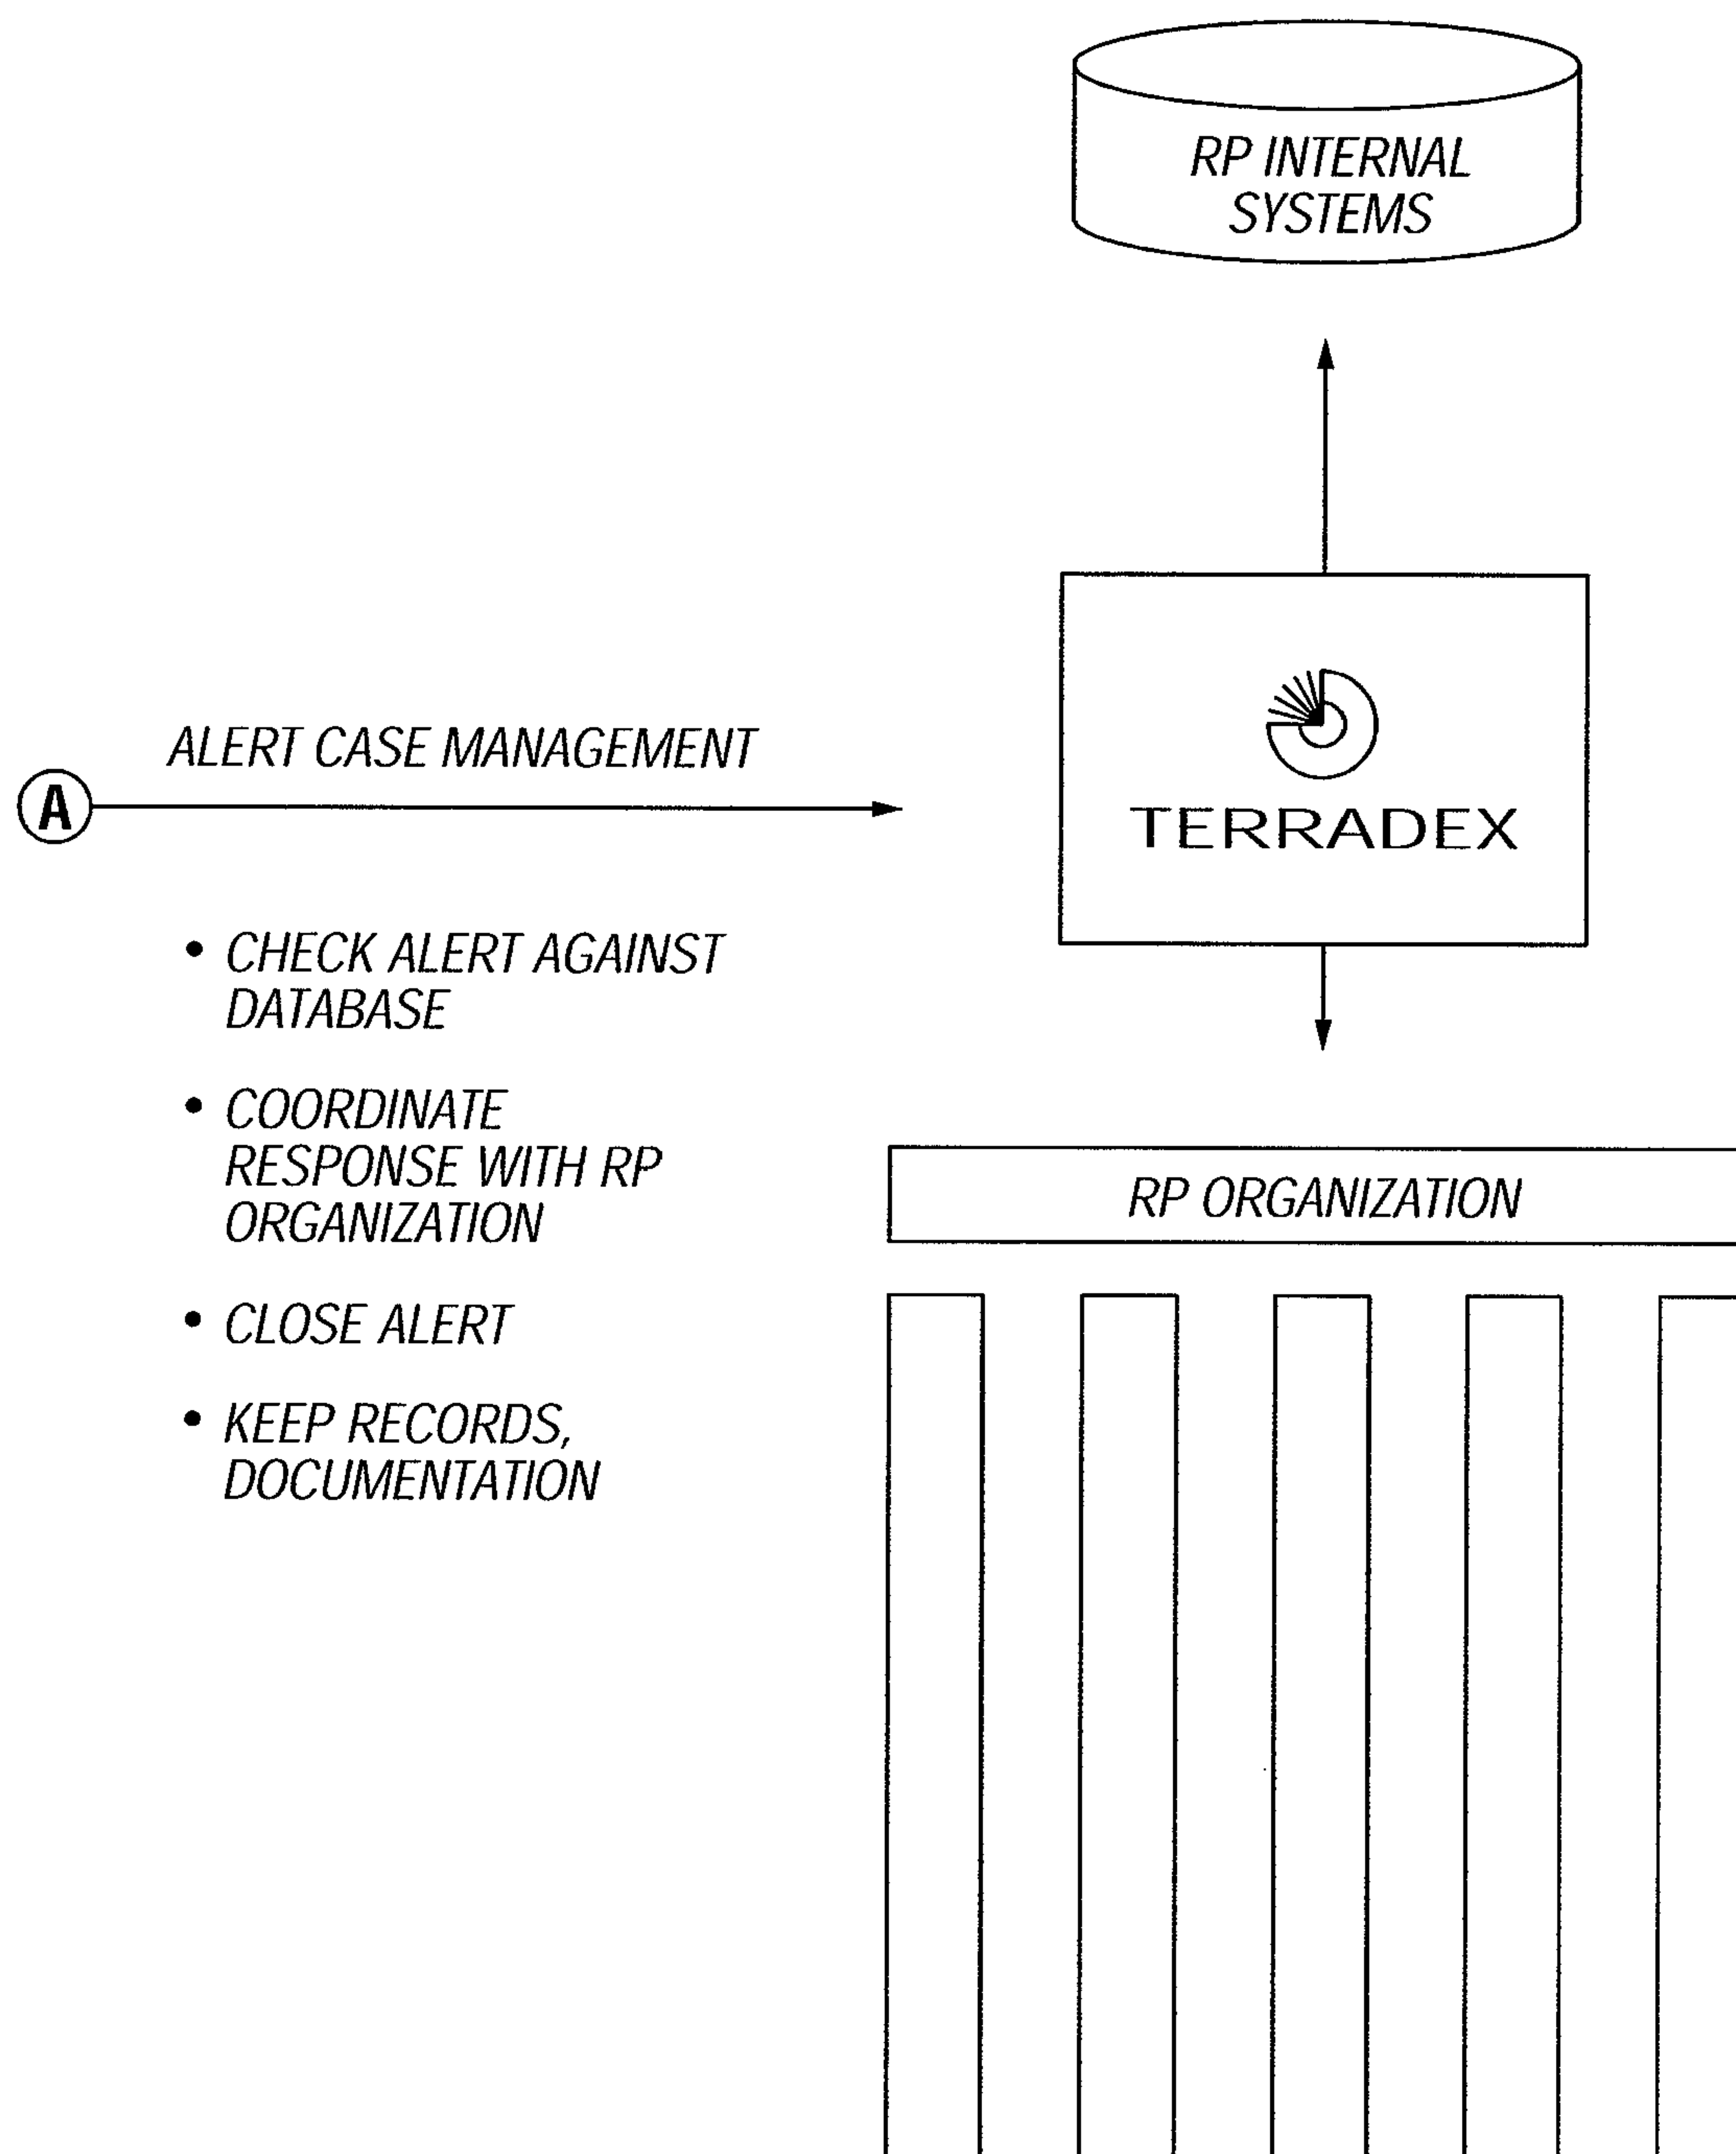 RP INTERNAL
SYSTEMS
TERRADEX
ALERT CASE MANAGEMENT
A
• CHECK ALERT AGAINST
DATABASE
• COORDINATE
RESPONSE WITH RP
ORGANIZATION
• CLOSE ALERT
• KEEP RECORDS,
DOCUMENTATION
RP ORGANIZATION